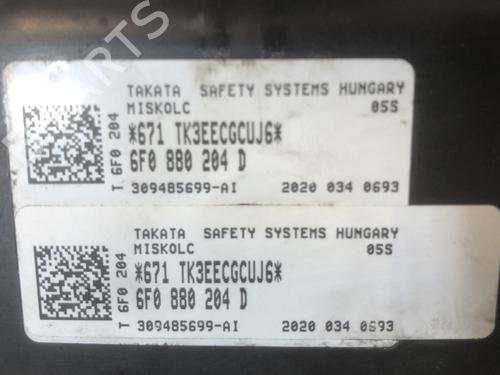 PARTS
TAKATA SAFETY SYSTEMS HUNGARY
MISKOLC 05S
*671 TK3EECGCUJ6*
6F0 880 204 D
309485699-AI 2020 034 0693
T 6F0 204
TAKATA SAFETY SYSTEMS HUNGARY
MISKOLC 05S
*671 TK3EECGCUJ6*
6F0 880 204 D
309485699-AI 2020 034 0693
T 6F0 204